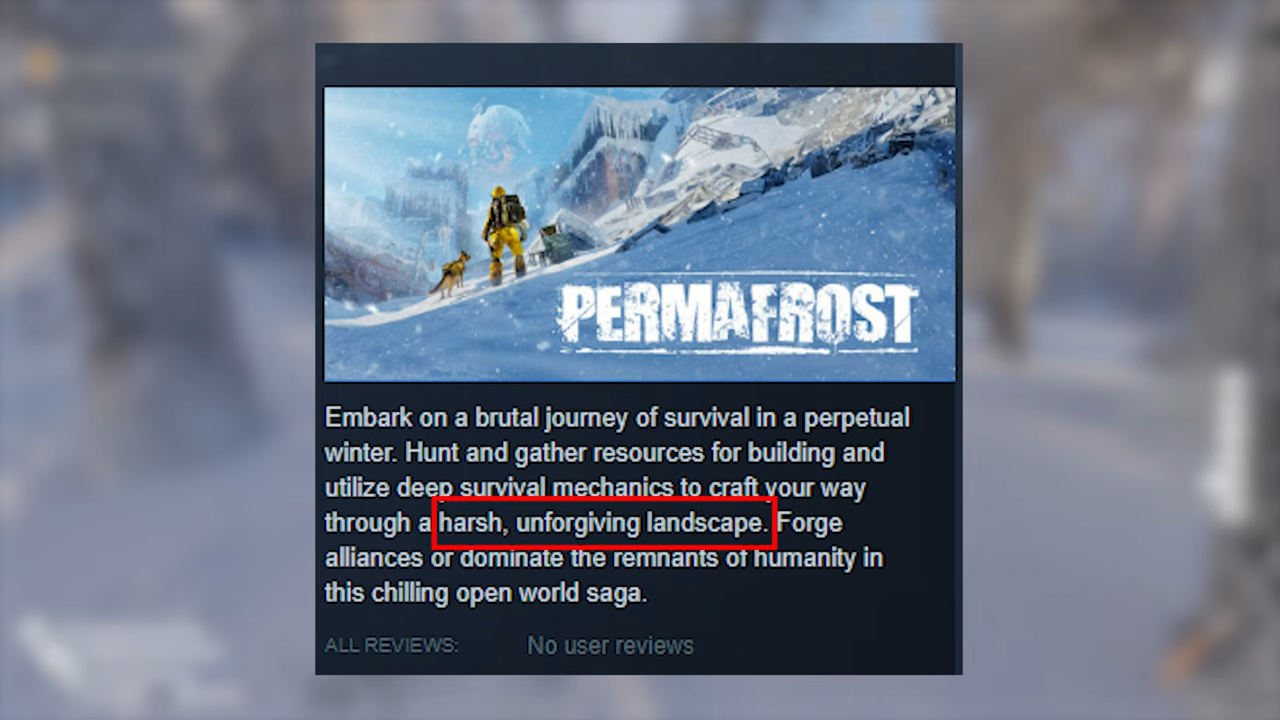 PERMAFROST
Embark on a brutal journey of survival in a perpetual
winter. Hunt and gather resources for building and
utilize deep survival mechanics to craft your way
through a harsh, unforgiving landscape. Forge
alliances or dominate the remnants of humanity in
this chilling open world saga.
ALL REVIEWS: No user reviews